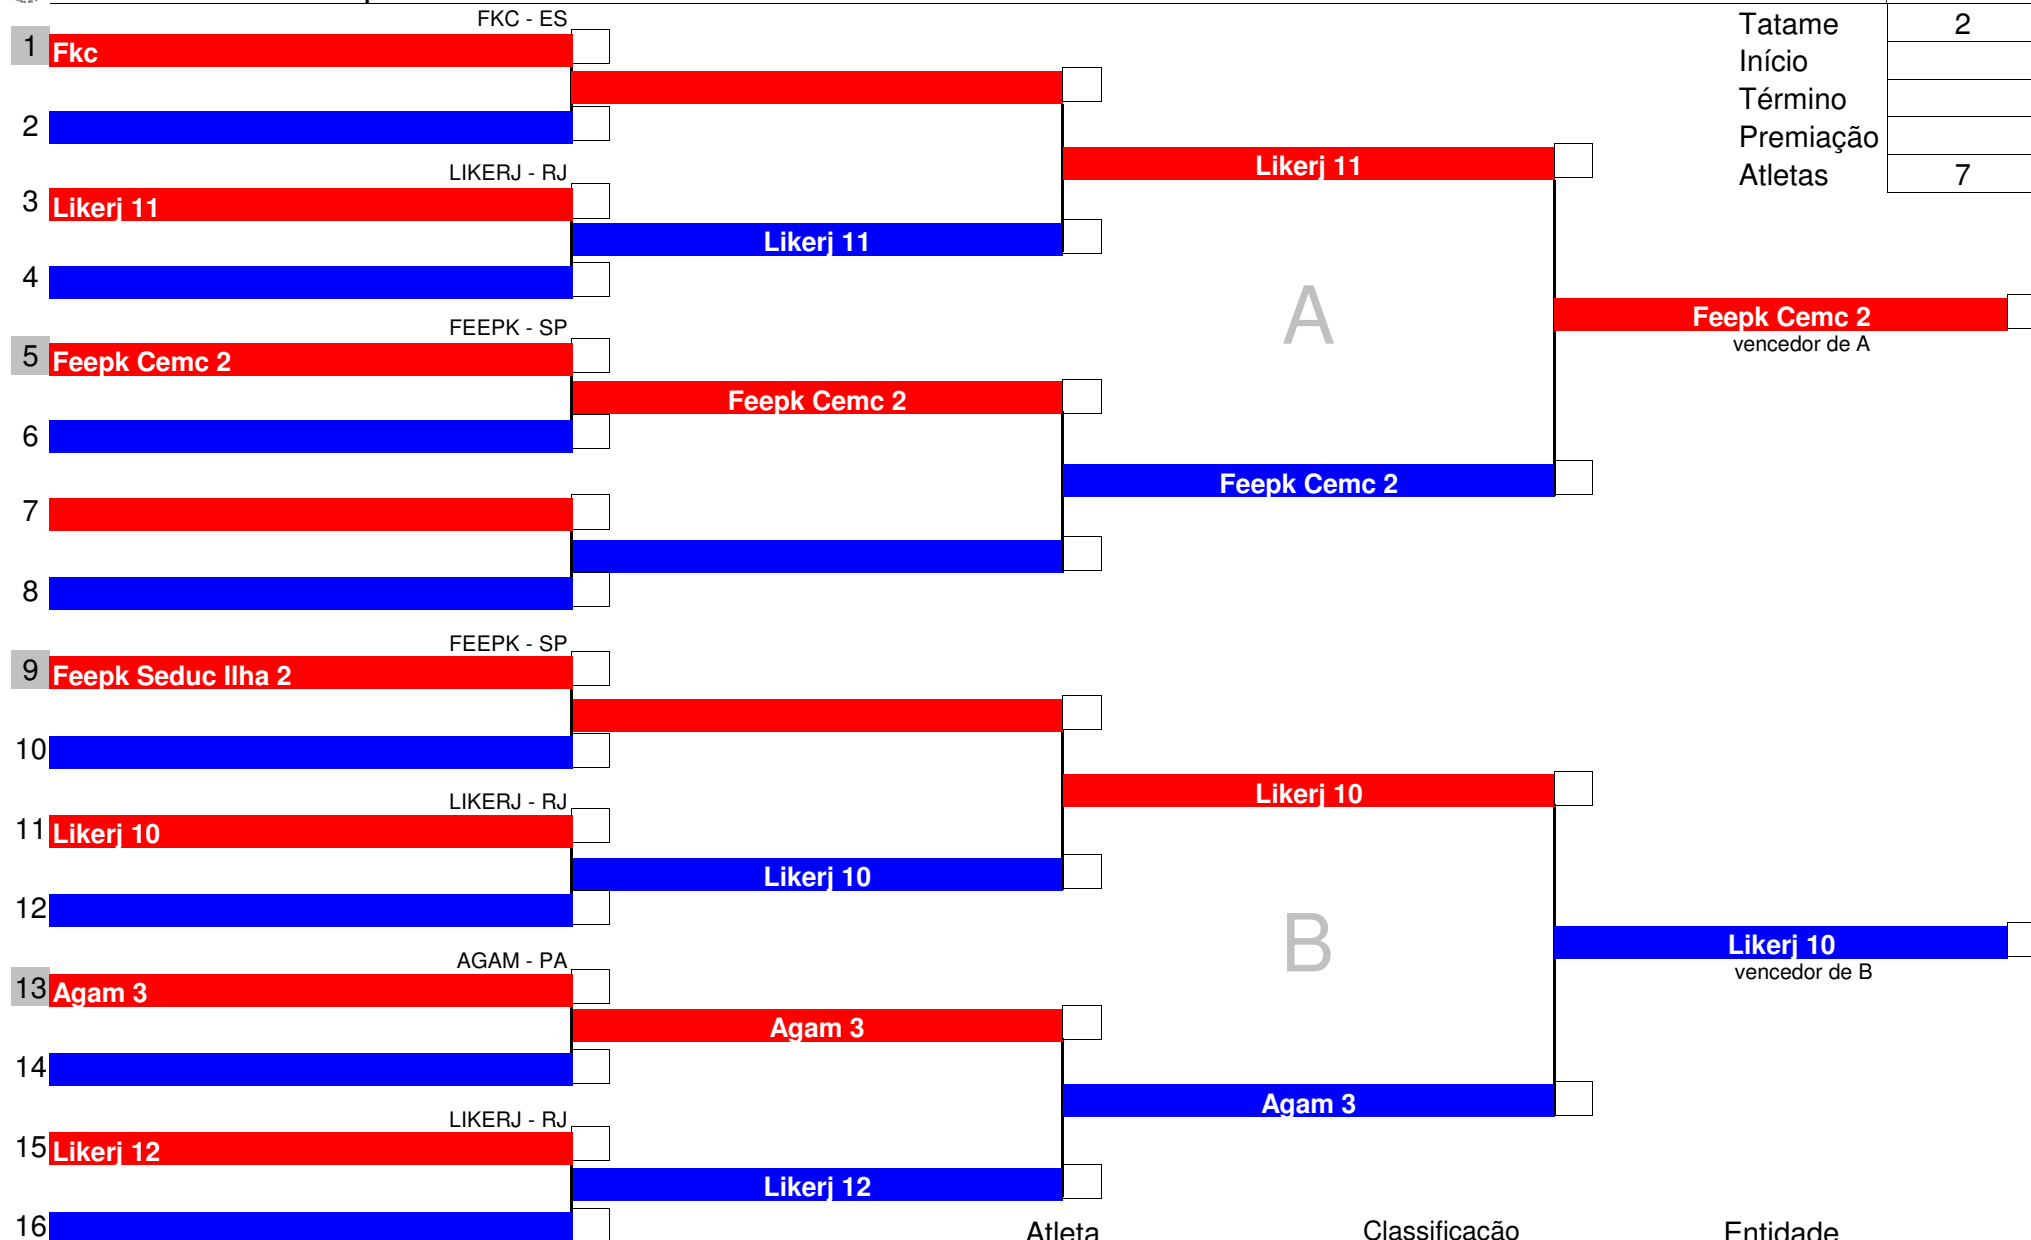 FKC - ES
Tatame 2
1 Fkc
Início
Término
2
Premiação
LIKERJ - RJ
Likerj 11
Atletas 7
3 Likerj 11
Likerj 11
4
A
FEEPK - SP
Feepk Cemc 2
vencedor de A
5 Feepk Cemc 2
Feepk Cemc 2
6
Feepk Cemc 2
7
8
FEEPK - SP
9 Feepk Seduc Ilha 2
10
LIKERJ - RJ
Likerj 10
11 Likerj 10
Likerj 10
12
B
Likerj 10
AGAM - PA
vencedor de B
13 Agam 3
Agam 3
14
Agam 3
LIKERJ - RJ
15 Likerj 12
Likerj 12
16
Atleta Classificação Entidade